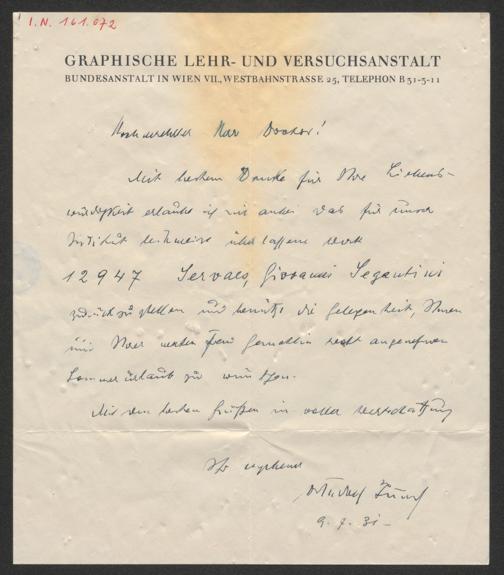 I.N. 161.072
GRAPHISCHE LEHR- UND VERSUCHSANSTALT
BUNDESANSTALT IN WIEN VII., WESTBAHNSTRASSE 25, TELEPHON B 31-5-11
Hochverehrter Herr Doctor!
Mit bestem Danke für Ihre Liebens-
würdigkeit erlaube ich mir anbei das für unser
Institut leihweise überlassene Werk
12947 Servaes, Giovanni Segantini
zurückzustellen und benütze die Gelegenheit, Ihnen
und Ihrer werten Frau Gemahlin recht angenehmen
Sommerurlaub zu wünschen.
Mit den besten Grüßen in voller Wertschätzung
Ihr ergebener
9. 7. 31